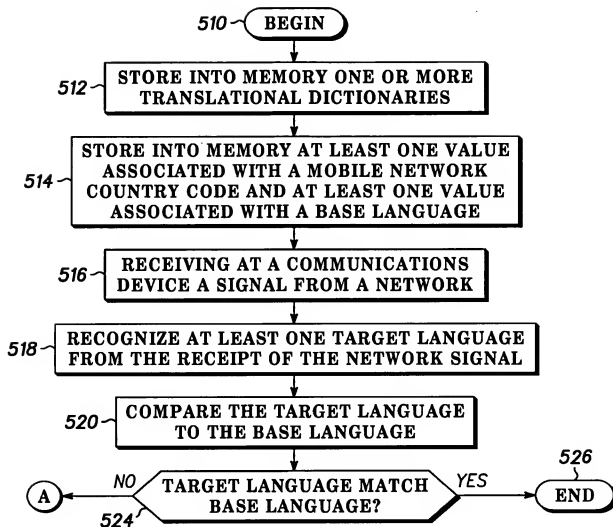 510 BEGIN
512 STORE INTO MEMORY ONE OR MORE
TRANSLATIONAL DICTIONARIES
514 STORE INTO MEMORY AT LEAST ONE VALUE
ASSOCIATED WITH A MOBILE NETWORK
COUNTRY CODE AND AT LEAST ONE VALUE
ASSOCIATED WITH A BASE LANGUAGE
516 RECEIVING AT A COMMUNICATIONS
DEVICE A SIGNAL FROM A NETWORK
518 RECOGNIZE AT LEAST ONE TARGET LANGUAGE
FROM THE RECEIPT OF THE NETWORK SIGNAL
520 COMPARE THE TARGET LANGUAGE
TO THE BASE LANGUAGE
A NO
524 TARGET LANGUAGE MATCH
BASE LANGUAGE?
YES
526
END